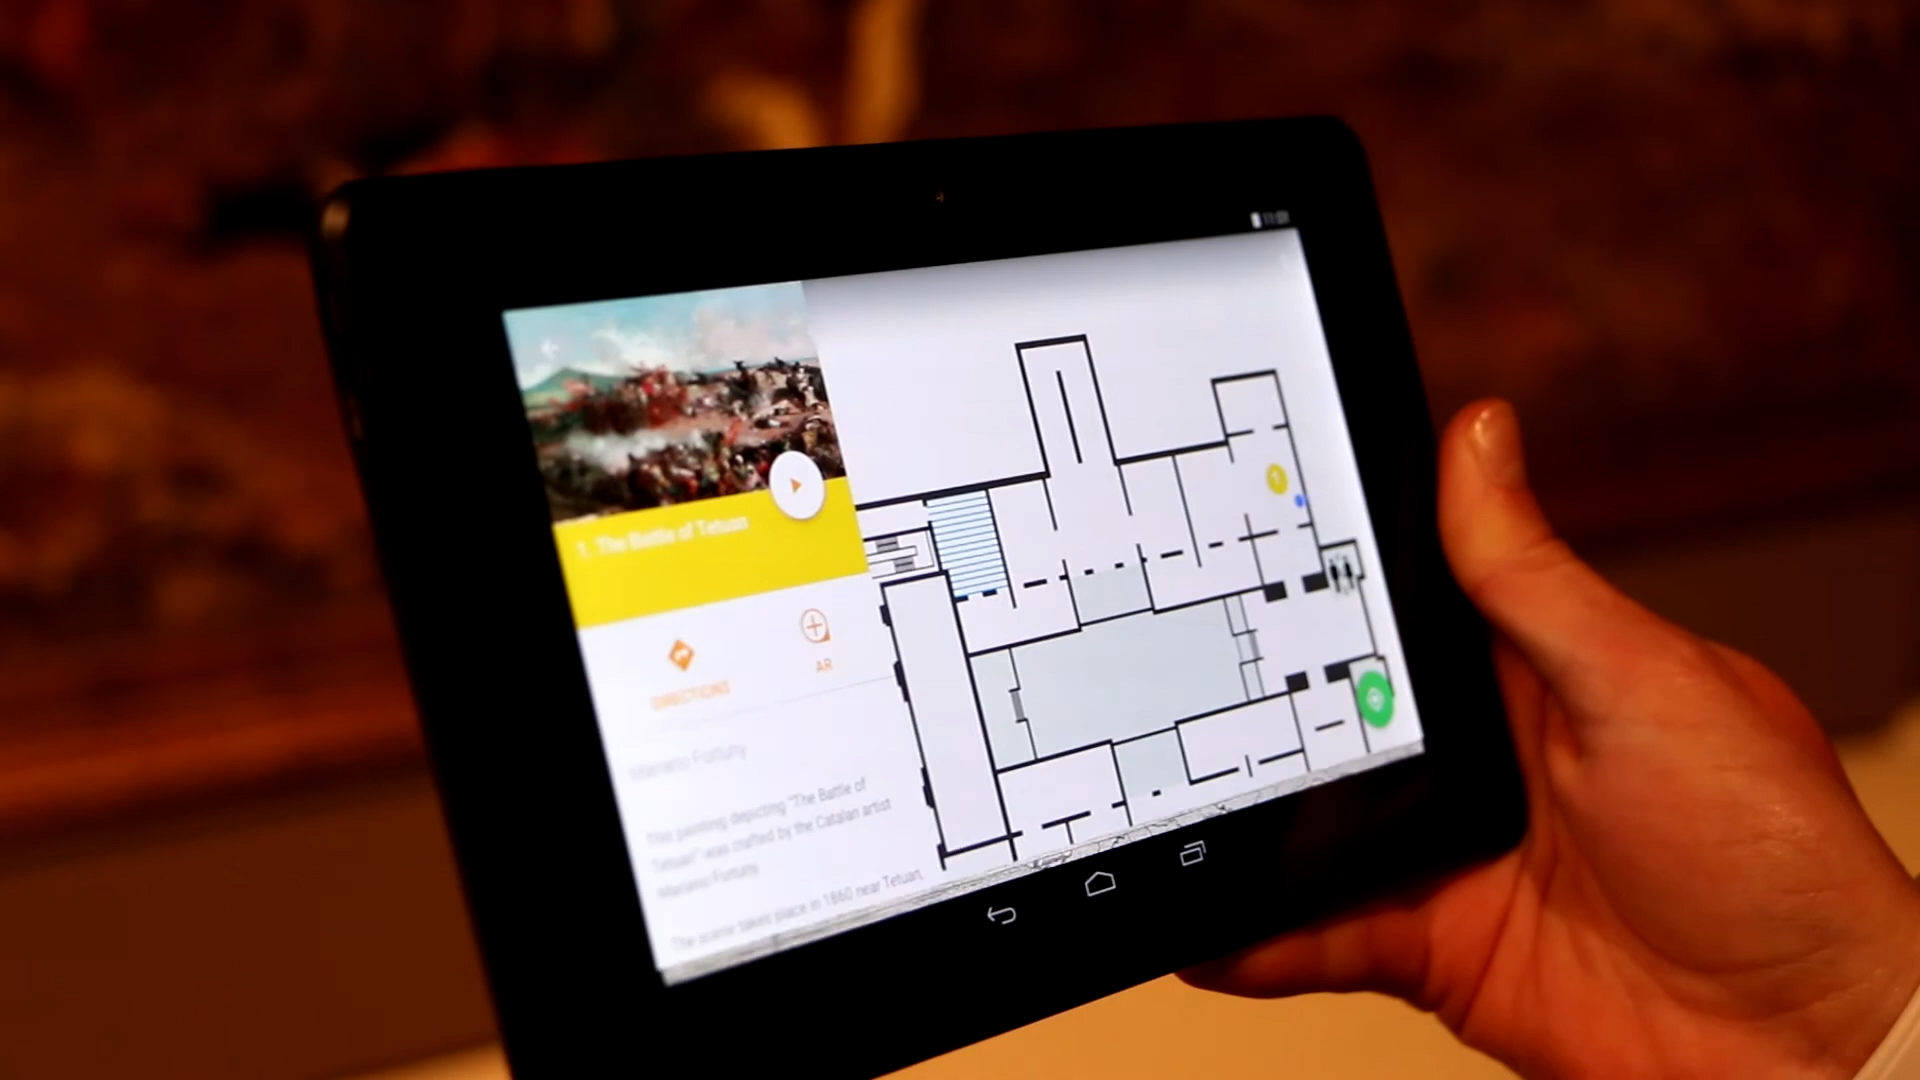 1. The Battle of Tetuan
DIRECTIONS
AR
Mariano Fortuny
This painting depicting "The Battle of
Tetuan" was crafted by the Catalan artist
Mariano Fortuny
The scene takes place in 1860 near Tetuan,